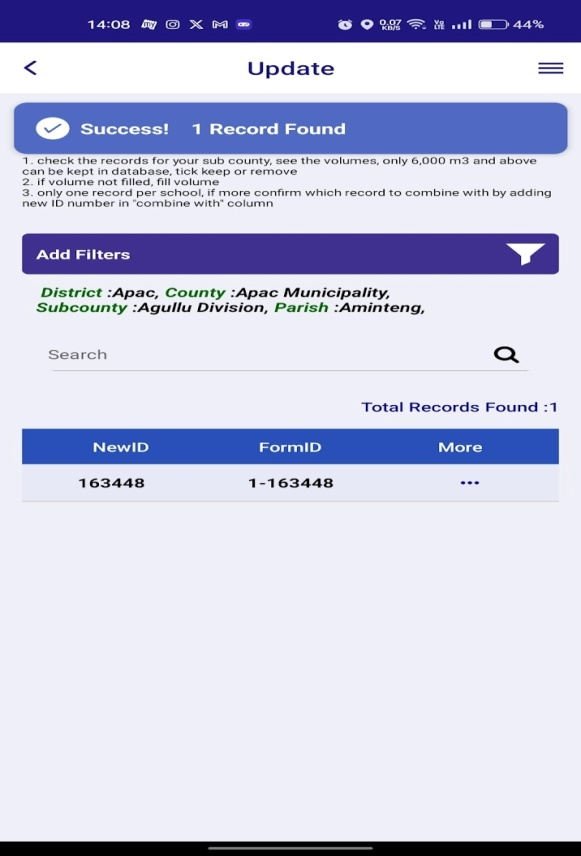 14:08 0.07 KB/S Vo LTE 44%
Update
Success! 1 Record Found
1. check the records for your sub county, see the volumes, only 6,000 m3 and above
can be kept in database, tick keep or remove
2. if volume not filled, fill volume
3. only one record per school, if more confirm which record to combine with by adding
new ID number in "combine with" column
Add Filters
District :Apac, County :Apac Municipality,
Subcounty :Agullu Division, Parish :Aminteng,
Search
Total Records Found :1
NewID FormID More
163448 1-163448 ...